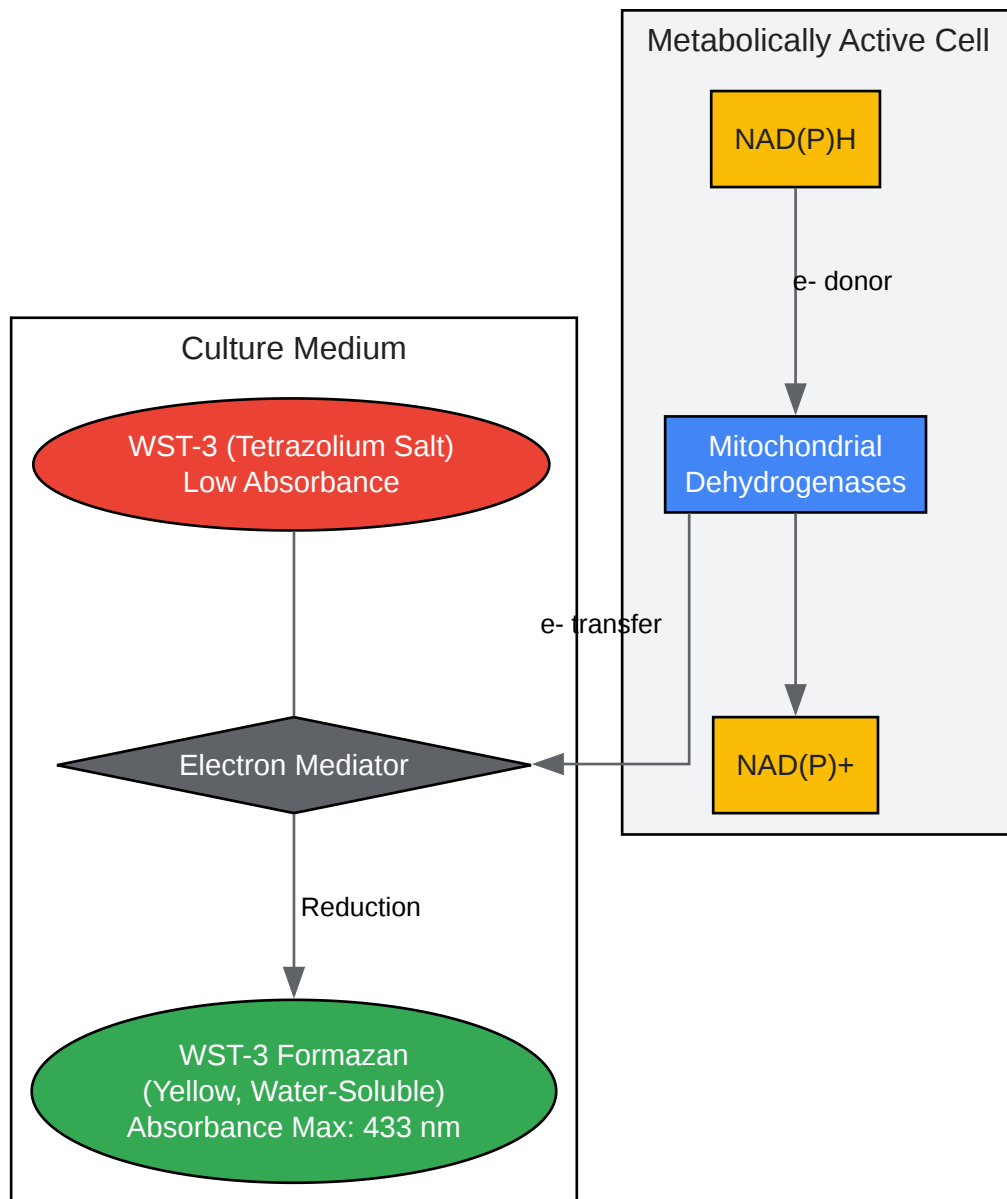 Metabolically Active Cell
NAD(P)H
e- donor
Culture Medium
WST-3 (Tetrazolium Salt)
Low Absorbance
Mitochondrial
Dehydrogenases
e- transfer
Electron Mediator
NAD(P)+
Reduction
WST-3 Formazan
(Yellow, Water-Soluble)
Absorbance Max: 433 nm